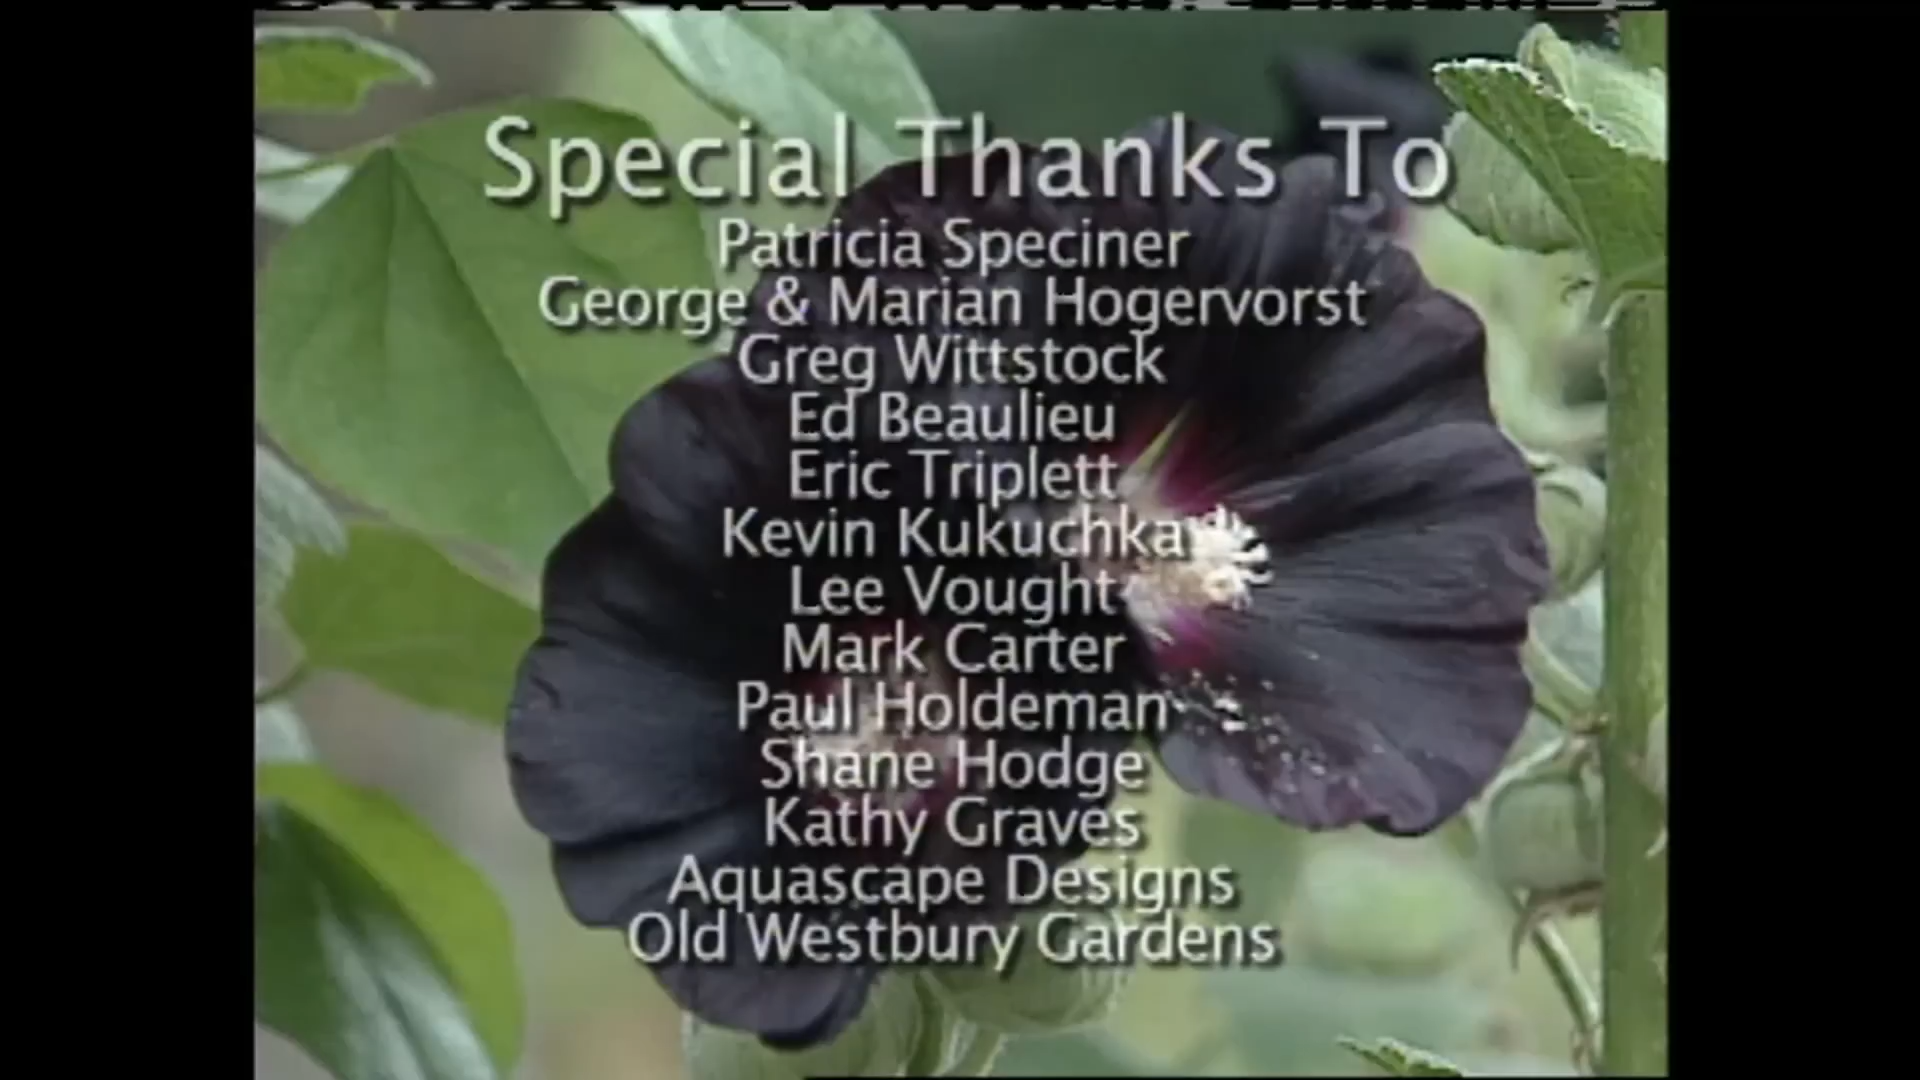 Special Thanks To
Patricia Speciner
George & Marian Hogervorst
Greg Wittstock
Ed Beaulieu
Eric Triplett
Kevin Kukuchka
Lee Vought
Mark Carter
Paul Holdeman
Shane Hodge
Kathy Graves
Aquascape Designs
Old Westbury Gardens